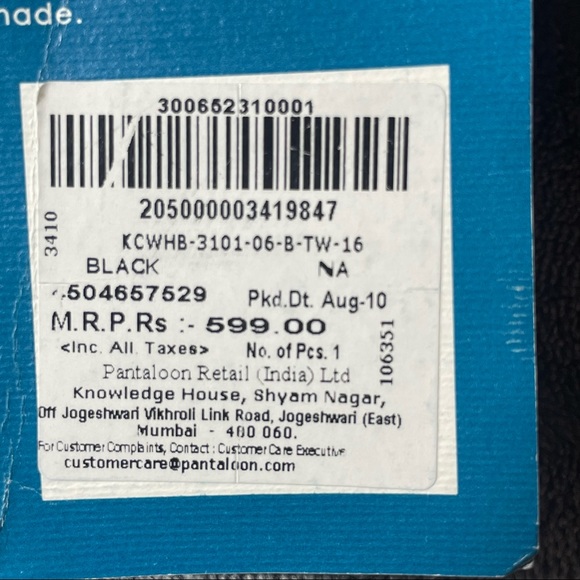 made.
300652310001
205000003419847
3410
KCWHB-3101-06-B-TW-16
BLACK NA
504657529 Pkd.Dt. Aug-10
M.R.P.Rs :- 599.00
<Inc. All. Taxes> No. of Pcs. 1
106351
Pantaloon Retail (India) Ltd
Knowledge House, Shyam Nagar,
Off Jogeshwari Vikhroli Link Road, Jogeshwari (East)
Mumbai - 400 060.
For Customer Complaints, Contact : Customer Care Executive
customercare@pantaloon.com